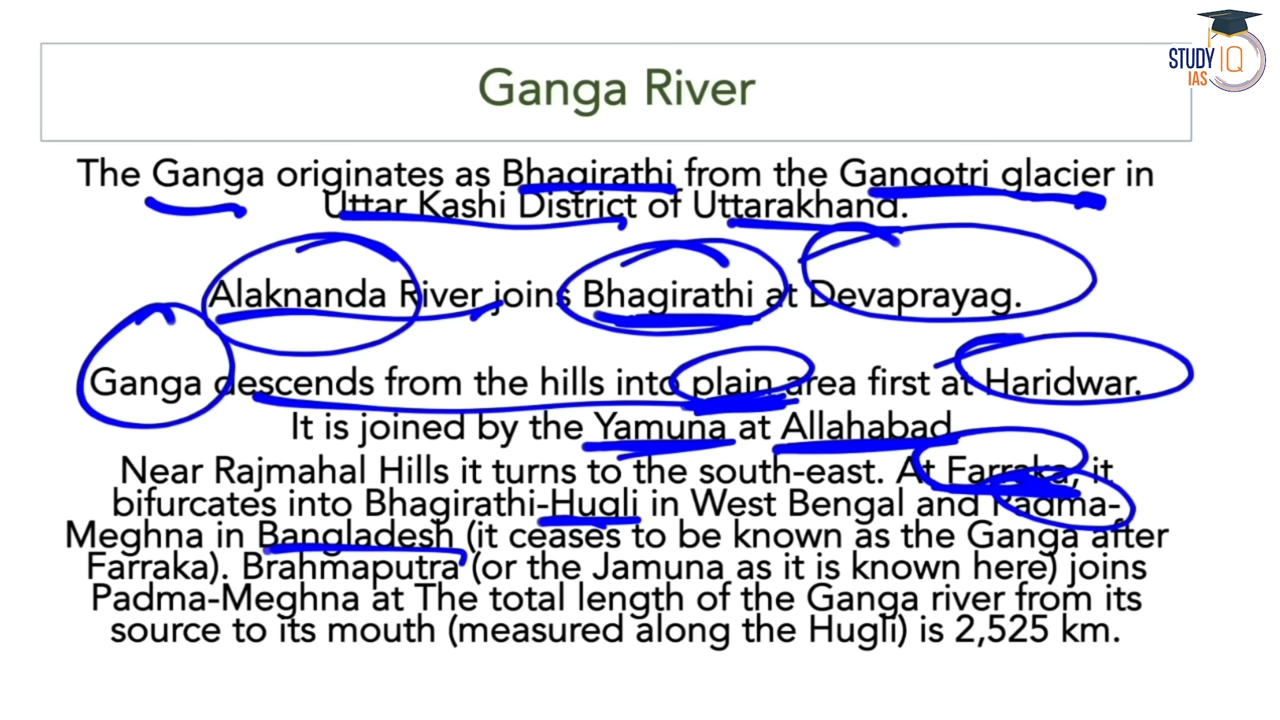 STUDY IQ
IAS
Ganga River
The Ganga originates as Bhagirathi from the Gangotri glacier in
Uttar Kashi District of Uttarakhand.
Alaknanda River joins Bhagirathi at Devaprayag.
Ganga descends from the hills into plain area first at Haridwar.
It is joined by the Yamuna at Allahabad
Near Rajmahal Hills it turns to the south-east. At Farraka, it
bifurcates into Bhagirathi-Hugli in West Bengal and Padma-
Meghna in Bangladesh (it ceases to be known as the Ganga after
Farraka). Brahmaputra (or the Jamuna as it is known here) joins
Padma-Meghna at The total length of the Ganga river from its
source to its mouth (measured along the Hugli) is 2,525 km.